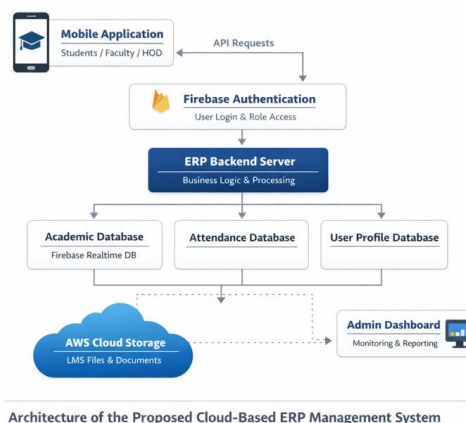 Mobile Application
Students / Faculty / HOD
API Requests
Firebase Authentication
User Login & Role Access
ERP Backend Server
Business Logic & Processing
Academic Database
Firebase Realtime DB
Attendance Database
User Profile Database
AWS Cloud Storage
LMS Files & Documents
Admin Dashboard
Monitoring & Reporting
Architecture of the Proposed Cloud-Based ERP Management System